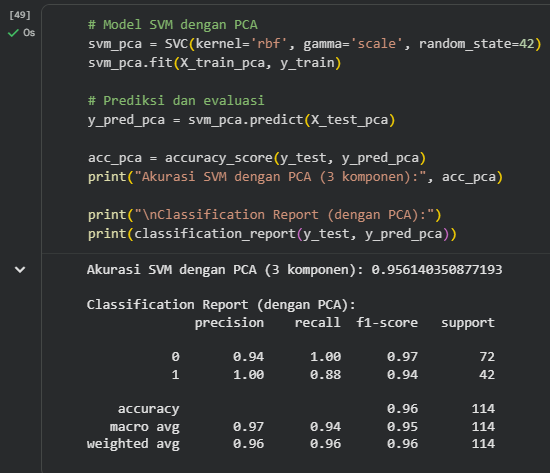 [49]
0s
# Model SVM dengan PCA
svm_pca = SVC(kernel='rbf', gamma='scale', random_state=42)
svm_pca.fit(X_train_pca, y_train)
# Prediksi dan evaluasi
y_pred_pca = svm_pca.predict(X_test_pca)
acc_pca = accuracy_score(y_test, y_pred_pca)
print("Akurasi SVM dengan PCA (3 komponen):", acc_pca)
print("\nClassification Report (dengan PCA):")
print(classification_report(y_test, y_pred_pca))
Akurasi SVM dengan PCA (3 komponen): 0.956140350877193
Classification Report (dengan PCA):
precision recall f1-score support
0 0.94 1.00 0.97 72
1 1.00 0.88 0.94 42
accuracy 0.96 114
macro avg 0.97 0.94 0.95 114
weighted avg 0.96 0.96 0.96 114